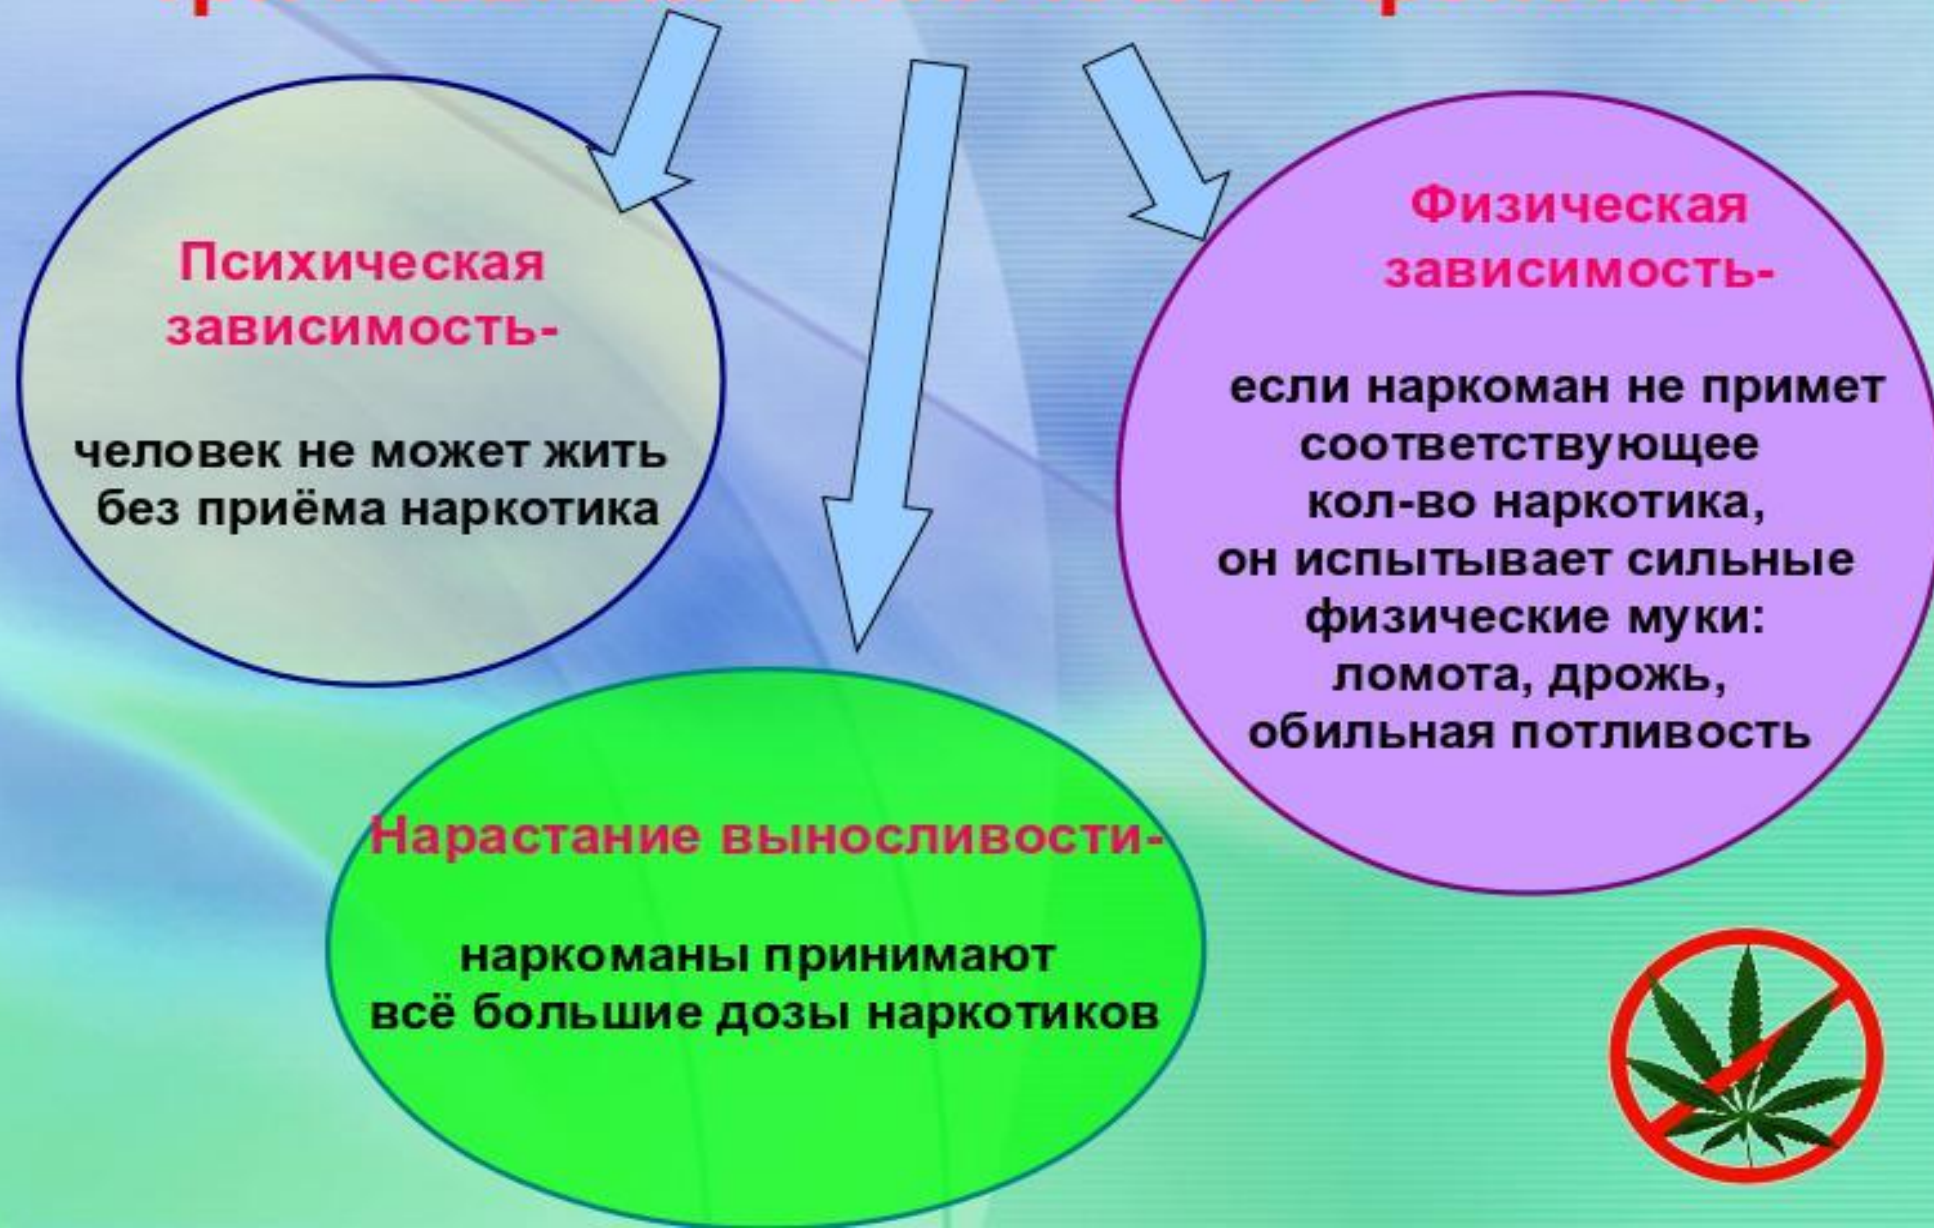 Психическая
зависимость-
человек не может жить
без приёма наркотика
Нарастание выносливости-
наркоманы принимают
всё большие дозы наркотиков
Физическая
зависимость-
если наркоман не примет
соответствующее
кол-во наркотика,
он испытывает сильные
физические муки:
ломота, дрожь,
обильная потливость